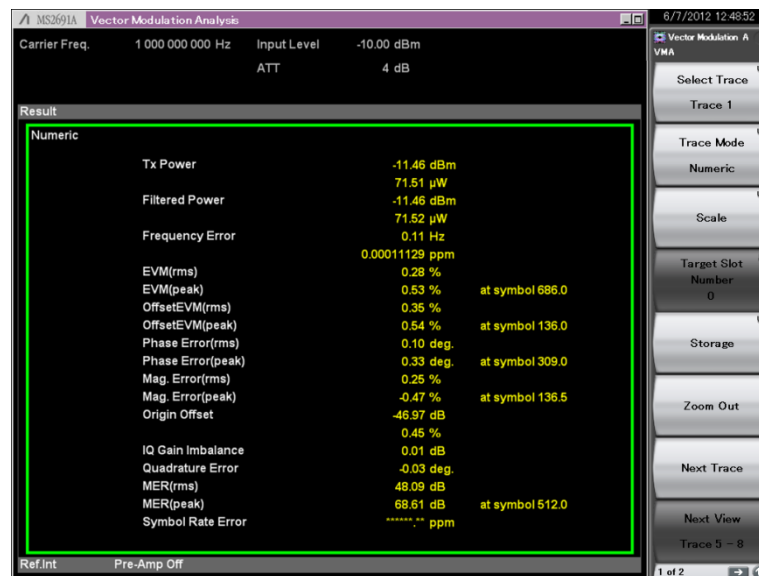 MS2691A Vector Modulation Analysis 6/7/2012 12:48:52
Carrier Freq. 1 000 000 000 Hz Input Level -10.00 dBm
ATT 4 dB
Result
Numeric
Tx Power -11.46 dBm
71.51 µW
Filtered Power -11.46 dBm
71.52 µW
Frequency Error 0.11 Hz
0.00011129 ppm
EVM(rms) 0.28 %
EVM(peak) 0.53 % at symbol 686.0
OffsetEVM(rms) 0.35 %
OffsetEVM(peak) 0.54 % at symbol 136.0
Phase Error(rms) 0.10 deg.
Phase Error(peak) 0.33 deg. at symbol 309.0
Mag. Error(rms) 0.25 %
Mag. Error(peak) -0.47 % at symbol 136.5
Origin Offset -46.97 dB
0.45 %
IQ Gain Imbalance 0.01 dB
Quadrature Error -0.03 deg.
MER(rms) 48.09 dB
MER(peak) 68.61 dB at symbol 512.0
Symbol Rate Error ******.** ppm
Ref.Int Pre-Amp Off
Vector Modulation A
VMA
Select Trace
Trace 1
Trace Mode
Numeric
Scale
Target Slot
Number
0
Storage
Zoom Out
Next Trace
Next View
Trace 5 - 8
1 of 2